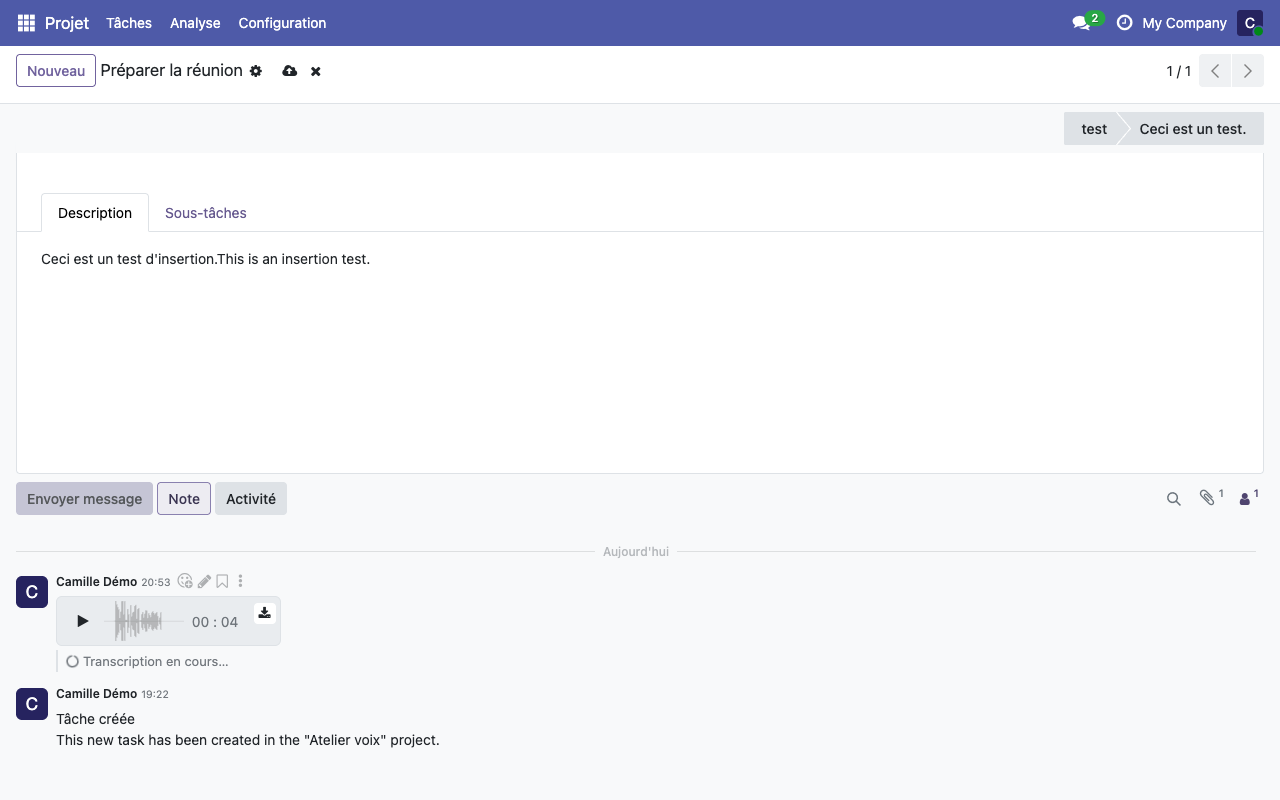 Projet Tâches Analyse Configuration 2 My Company C
Nouveau Préparer la réunion 1 / 1
test Ceci est un test.
Description Sous-tâches
Ceci est un test d'insertion.This is an insertion test.
Envoyer message Note Activité 1 1
Aujourd'hui
C Camille Démo 20:53
00 : 04
Transcription en cours...
C Camille Démo 19:22
Tâche créée
This new task has been created in the "Atelier voix" project.